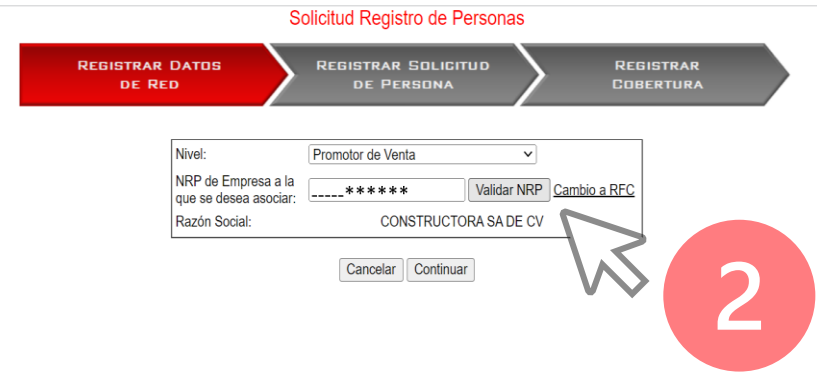 Solicitud Registro de Personas
REGISTRAR DATOS
DE RED
REGISTRAR SOLICITUD
DE PERSONA
REGISTRAR
COBERTURA
Nivel: Promotor de Venta
NRP de Empresa a la
que se desea asociar: _____****** Validar NRP Cambio a RFC
Razón Social: CONSTRUCTORA SA DE CV
Cancelar Continuar
2